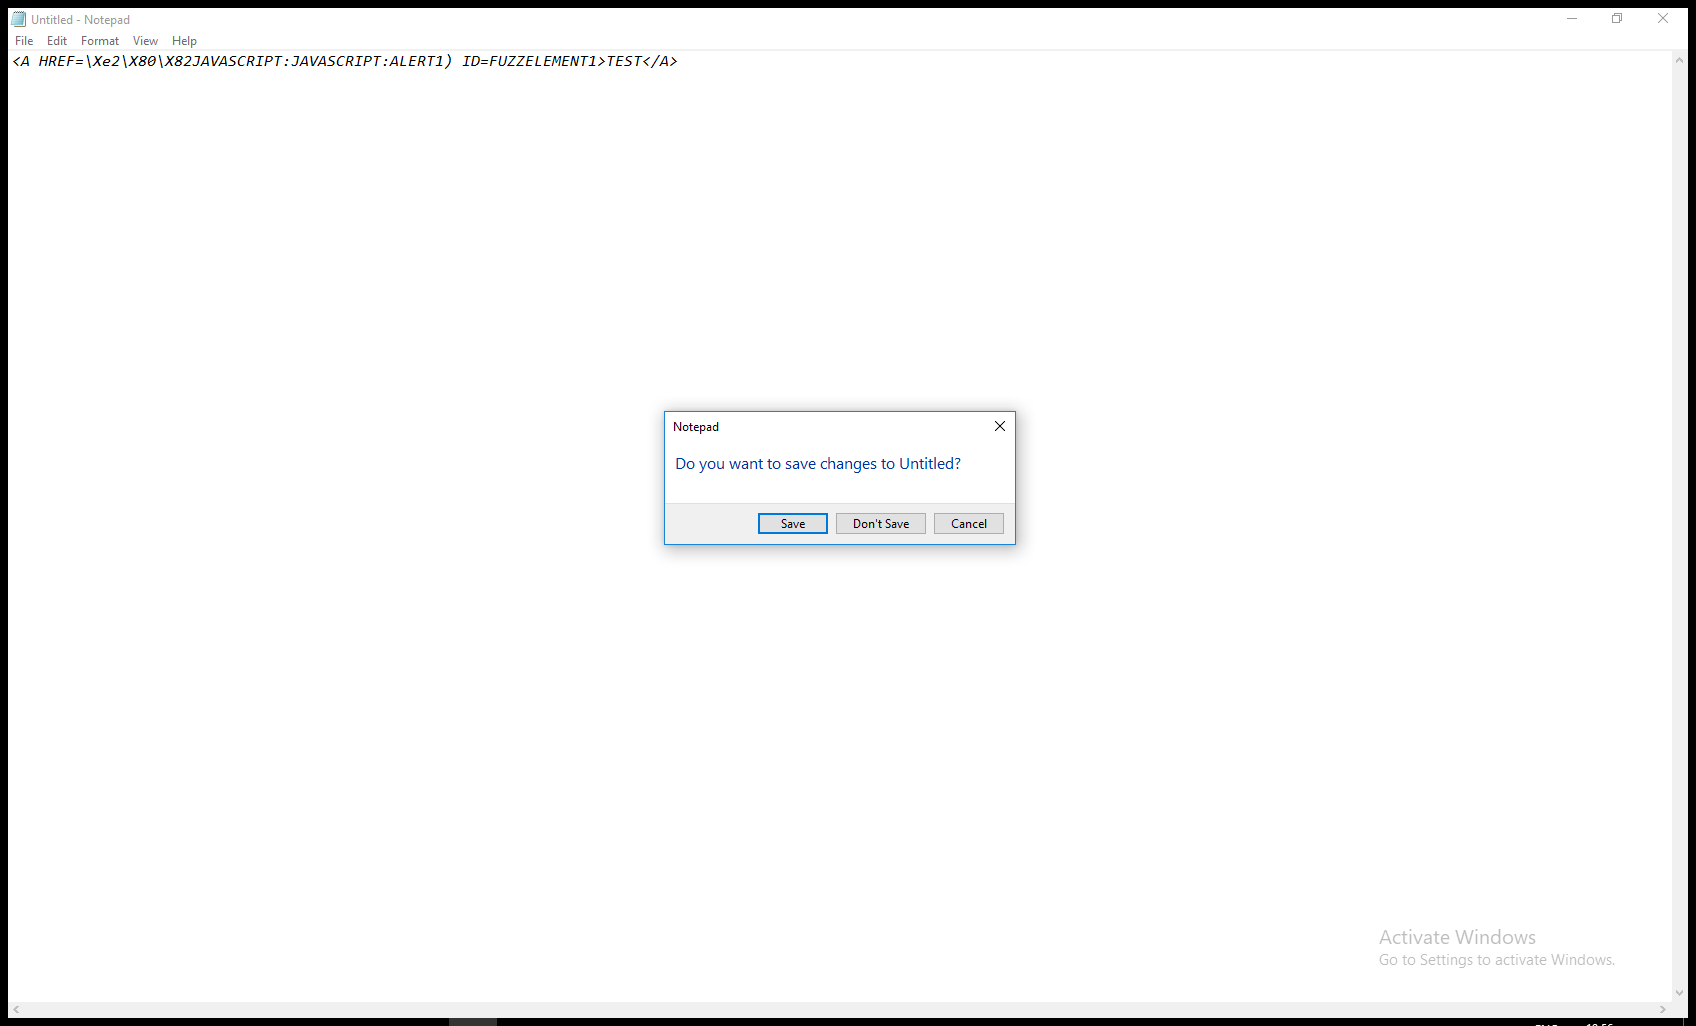 Untitled - Notepad
File Edit Format View Help
<A HREF=\Xe2\X80\X82JAVASCRIPT:JAVASCRIPT:ALERT1) ID=FUZZELEMENT1>TEST</A>
Notepad
Do you want to save changes to Untitled?
Save Don't Save Cancel
Activate Windows
Go to Settings to activate Windows.